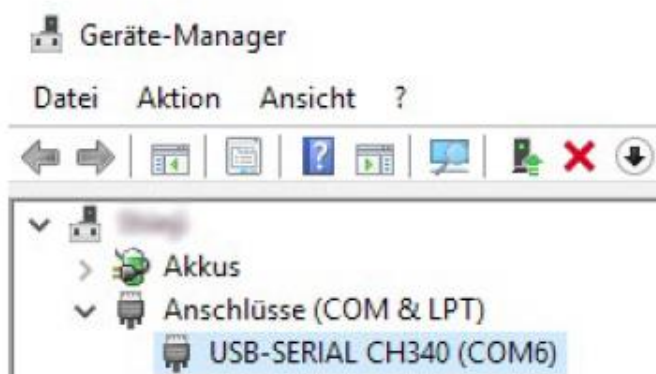 Geräte-Manager
Datei Aktion Ansicht ?
Akkus
Anschlüsse (COM & LPT)
USB-SERIAL CH340 (COM6)